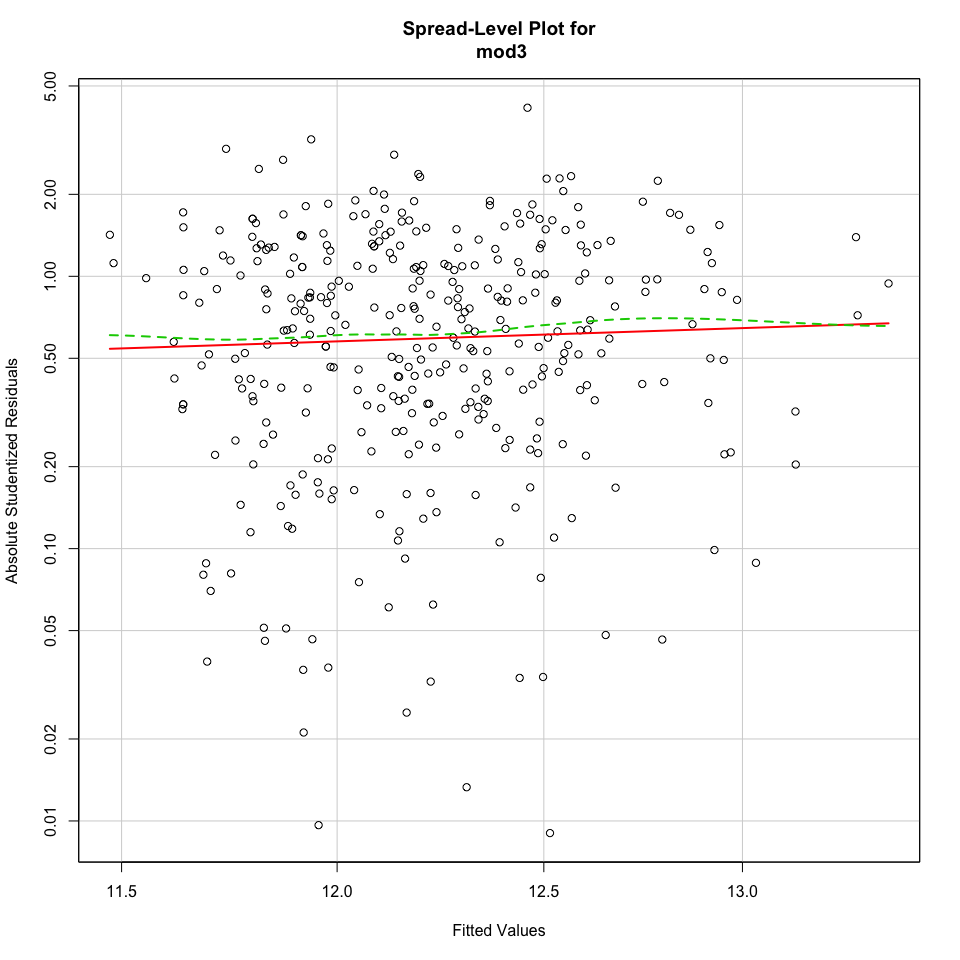 Spread-Level Plot for
mod3
Absolute Studentized Residuals
5.00
2.00
1.00
0.50
0.20
0.10
0.05
0.02
0.01
11.5 12.0 12.5 13.0
Fitted Values